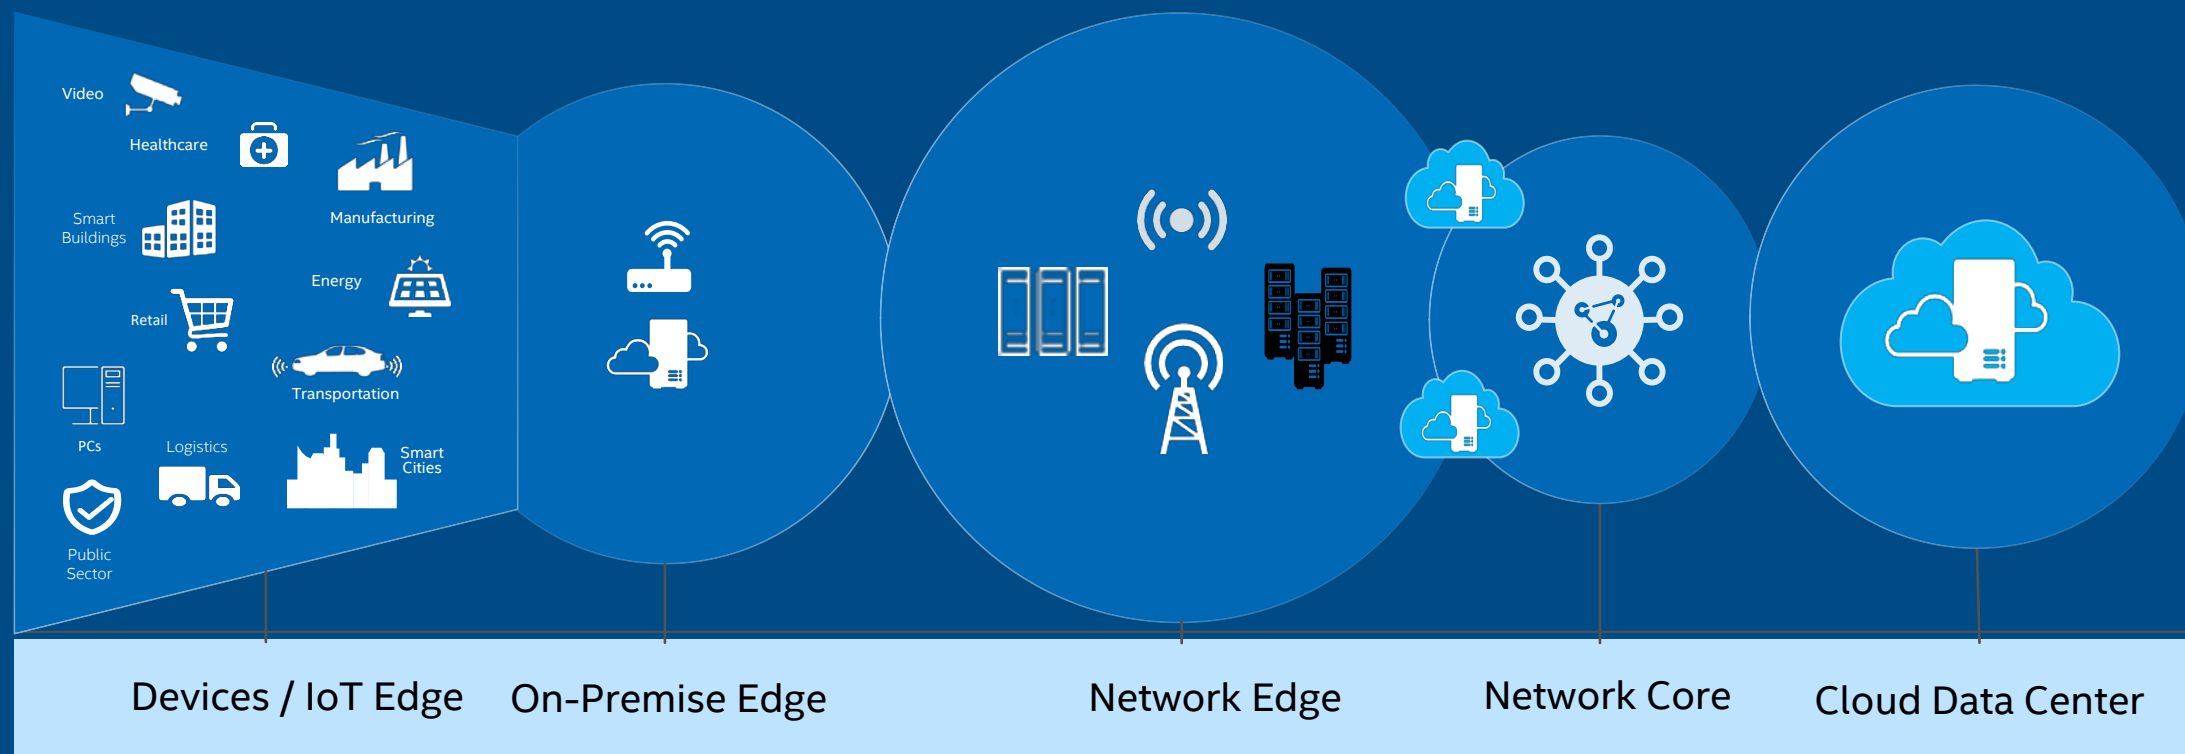 Video
Healthcare
Manufacturing
Smart
Buildings
Energy
Retail
Transportation
PCs
Logistics
Smart
Cities
Public
Sector
Devices / IoT Edge
On-Premise Edge
Network Edge
Network Core
Cloud Data Center